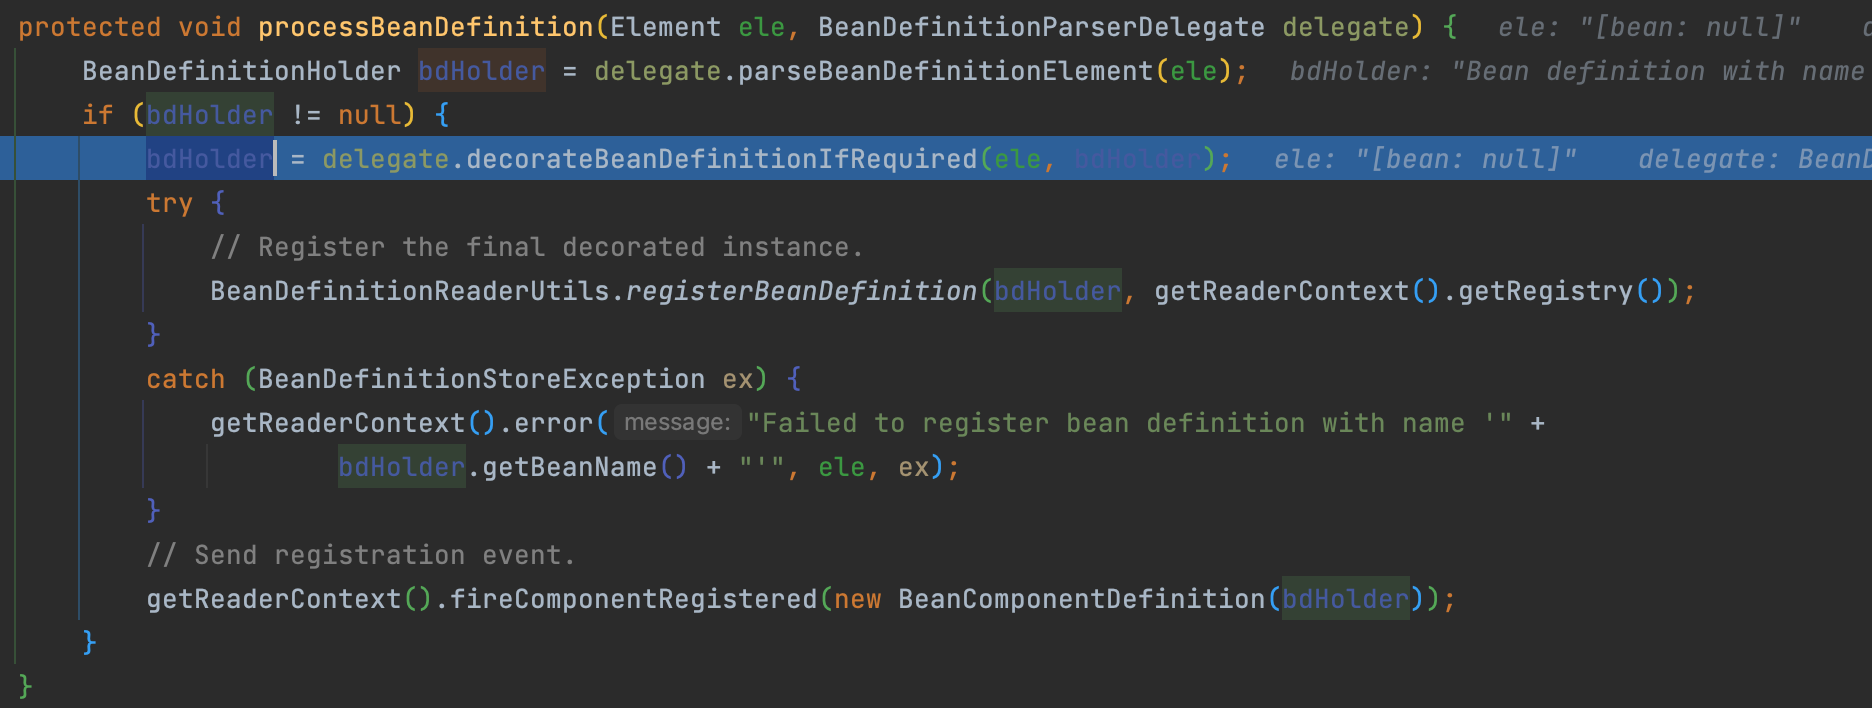 protected void processBeanDefinition(Element ele, BeanDefinitionParserDelegate delegate) { ele: "[bean: null]"
BeanDefinitionHolder bdHolder = delegate.parseBeanDefinitionElement(ele); bdHolder: "Bean definition with name
if (bdHolder != null) {
bdHolder = delegate.decorateBeanDefinitionIfRequired(ele, bdHolder); ele: "[bean: null]" delegate: BeanD
try {
// Register the final decorated instance.
BeanDefinitionReaderUtils.registerBeanDefinition(bdHolder, getReaderContext().getRegistry());
}
catch (BeanDefinitionStoreException ex) {
getReaderContext().error( message: "Failed to register bean definition with name '" +
bdHolder.getBeanName() + "'", ele, ex);
}
// Send registration event.
getReaderContext().fireComponentRegistered(new BeanComponentDefinition(bdHolder));
}
}